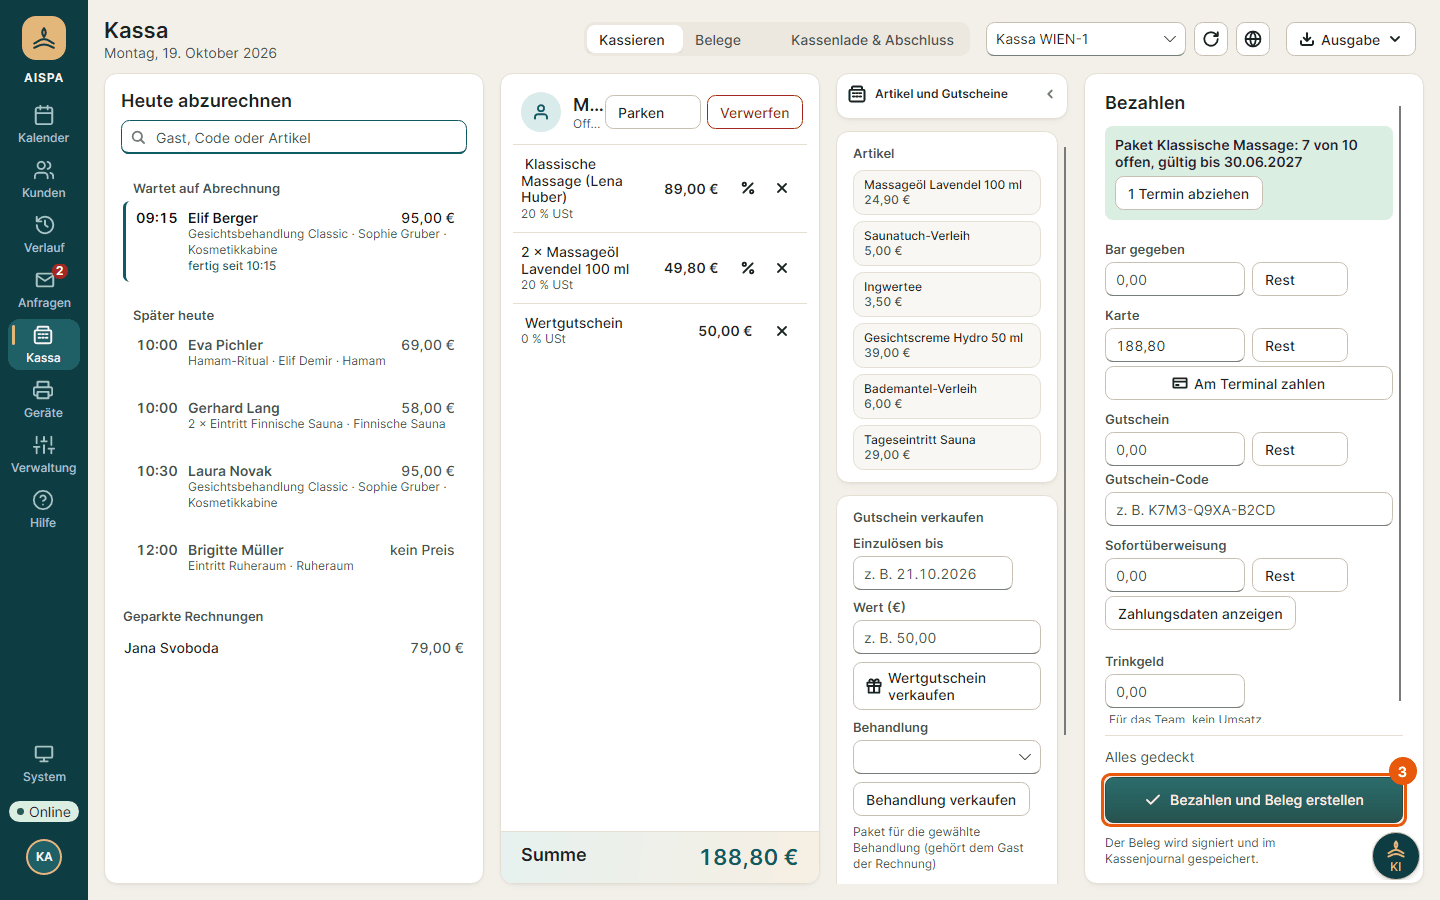 AISPA
Kalender
Kunden
Verlauf
2
Anfragen
Kassa
Geräte
Verwaltung
Hilfe
System
Online
KA
Kassa
Montag, 19. Oktober 2026
Kassieren
Belege
Kassenlade & Abschluss
Kassa WIEN-1
Ausgabe
Heute abzurechnen
Gast, Code oder Artikel
Wartet auf Abrechnung
09:15 Elif Berger 95,00 €
Gesichtsbehandlung Classic · Sophie Gruber ·
Kosmetikkabine
fertig seit 10:15
Später heute
10:00 Eva Pichler 69,00 €
Hamam-Ritual · Elif Demir · Hamam
10:00 Gerhard Lang 58,00 €
2 × Eintritt Finnische Sauna · Finnische Sauna
10:30 Laura Novak 95,00 €
Gesichtsbehandlung Classic · Sophie Gruber ·
Kosmetikkabine
12:00 Brigitte Müller kein Preis
Eintritt Ruheraum · Ruheraum
Geparkte Rechnungen
Jana Svoboda 79,00 €
M...
Off...
Parken
Verwerfen
Klassische
Massage (Lena
Huber)
20 % USt
89,00 €
2 × Massageöl
Lavendel 100 ml
20 % USt
49,80 €
Wertgutschein
0 % USt
50,00 €
Summe 188,80 €
Artikel und Gutscheine
Artikel
Massageöl Lavendel 100 ml
24,90 €
Saunatuch-Verleih
5,00 €
Ingwertee
3,50 €
Gesichtscreme Hydro 50 ml
39,00 €
Bademantel-Verleih
6,00 €
Tageseintritt Sauna
29,00 €
Gutschein verkaufen
Einzulösen bis
z. B. 21.10.2026
Wert (€)
z. B. 50,00
Wertgutschein
verkaufen
Behandlung
Behandlung verkaufen
Paket für die gewählte
Behandlung (gehört dem Gast
der Rechnung)
Bezahlen
Paket Klassische Massage: 7 von 10
offen, gültig bis 30.06.2027
1 Termin abziehen
Bar gegeben
0,00 Rest
Karte
188,80 Rest
Am Terminal zahlen
Gutschein
0,00 Rest
Gutschein-Code
z. B. K7M3-Q9XA-B2CD
Sofortüberweisung
0,00 Rest
Zahlungsdaten anzeigen
Trinkgeld
0,00
Für das Team, kein Umsatz.
Alles gedeckt
3
Bezahlen und Beleg erstellen
Der Beleg wird signiert und im
Kassenjournal gespeichert.
KI